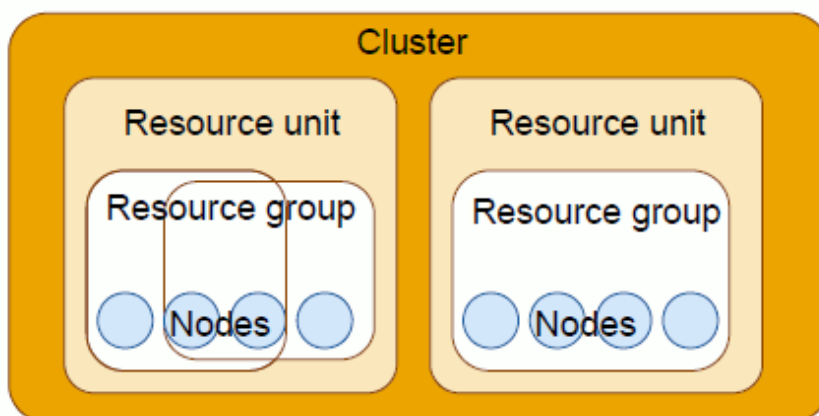 Cluster
Resource unit
Resource group
Nodes
Resource unit
Resource group
Nodes